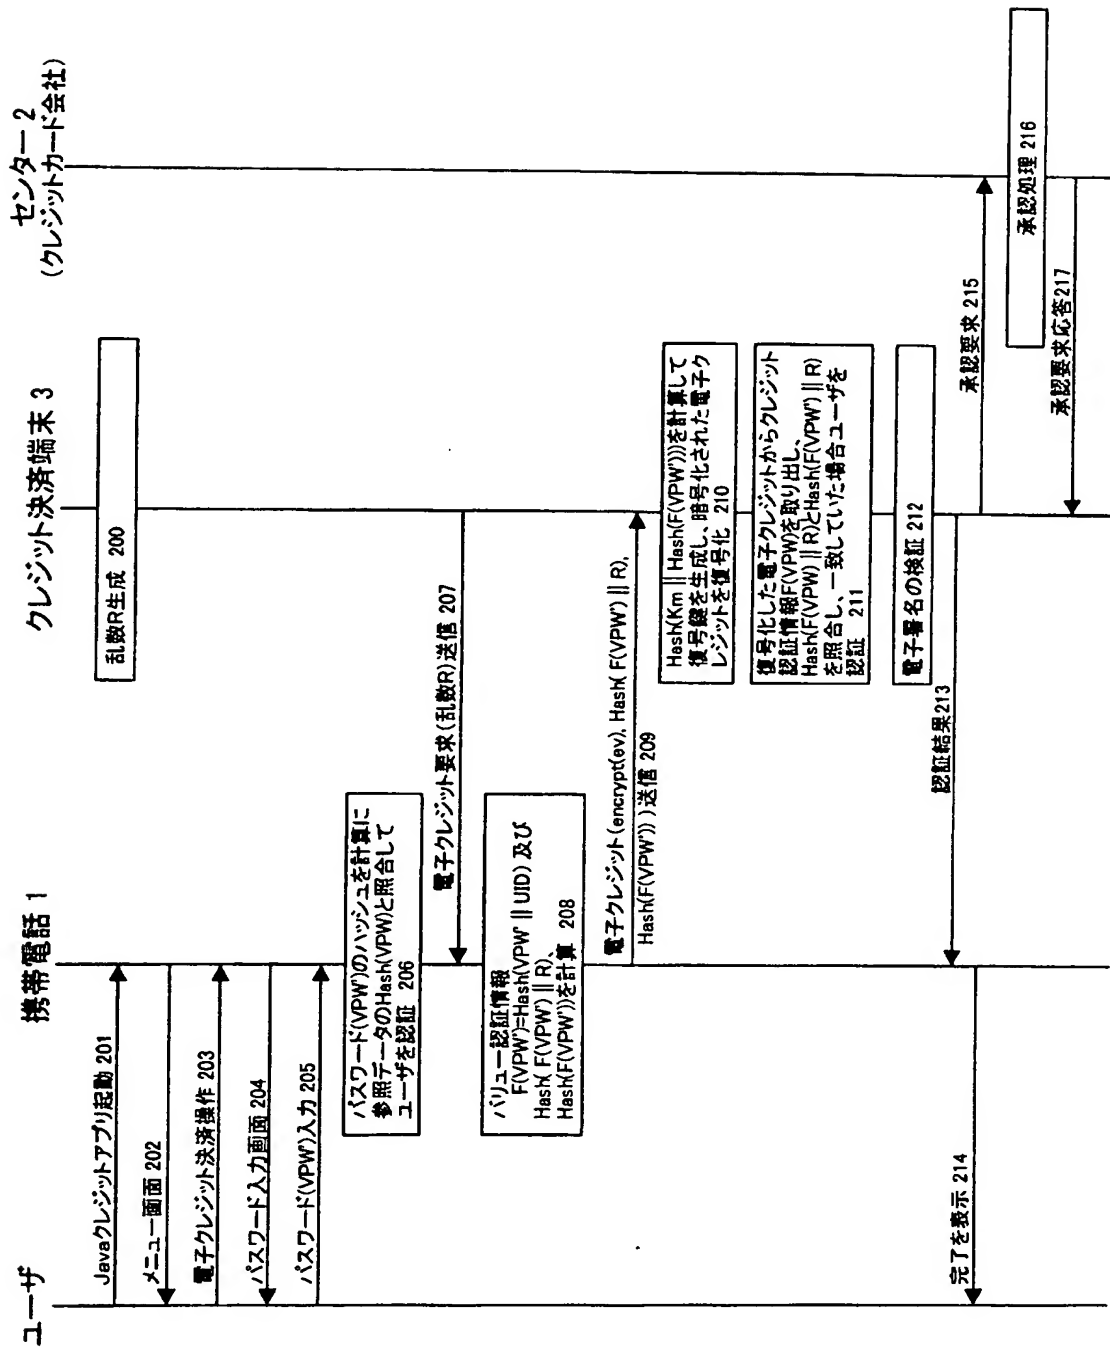 ユーザ
携帯電話 1
クレジット決済端末 3
センター 2
(クレジットカード会社)
乱数R生成 200
Javaクレジットアプリ起動 201
メニュー画面 202
電子クレジット決済操作 203
パスワード入力画面 204
パスワード(VPW')入力 205
パスワード(VPW')のハッシュを計算に
参照データのHash(VPW)と照合して
ユーザを認証 206
電子クレジット要求(乱数R)送信 207
バリュー認証情報
F(VPW')=Hash(VPW' || UID) 及び
Hash( F(VPW') || R)、
Hash(F(VPW'))を計算 208
電子クレジット(encrypt(ev), Hash( F(VPW') || R),
Hash(F(VPW')) )送信 209
Hash(Km || Hash(F(VPW')))を計算して
復号鍵を生成し、暗号化された電子ク
レジットを復号化 210
復号化した電子クレジットからクレジット
認証情報F(VPW)を取り出し、
Hash(F(VPW) || R)とHash(F(VPW') || R)
を照合し、一致していた場合ユーザを
認証 211
電子署名の検証 212
認証結果213
完了を表示 214
承認要求 215
承認処理 216
承認要求応答217